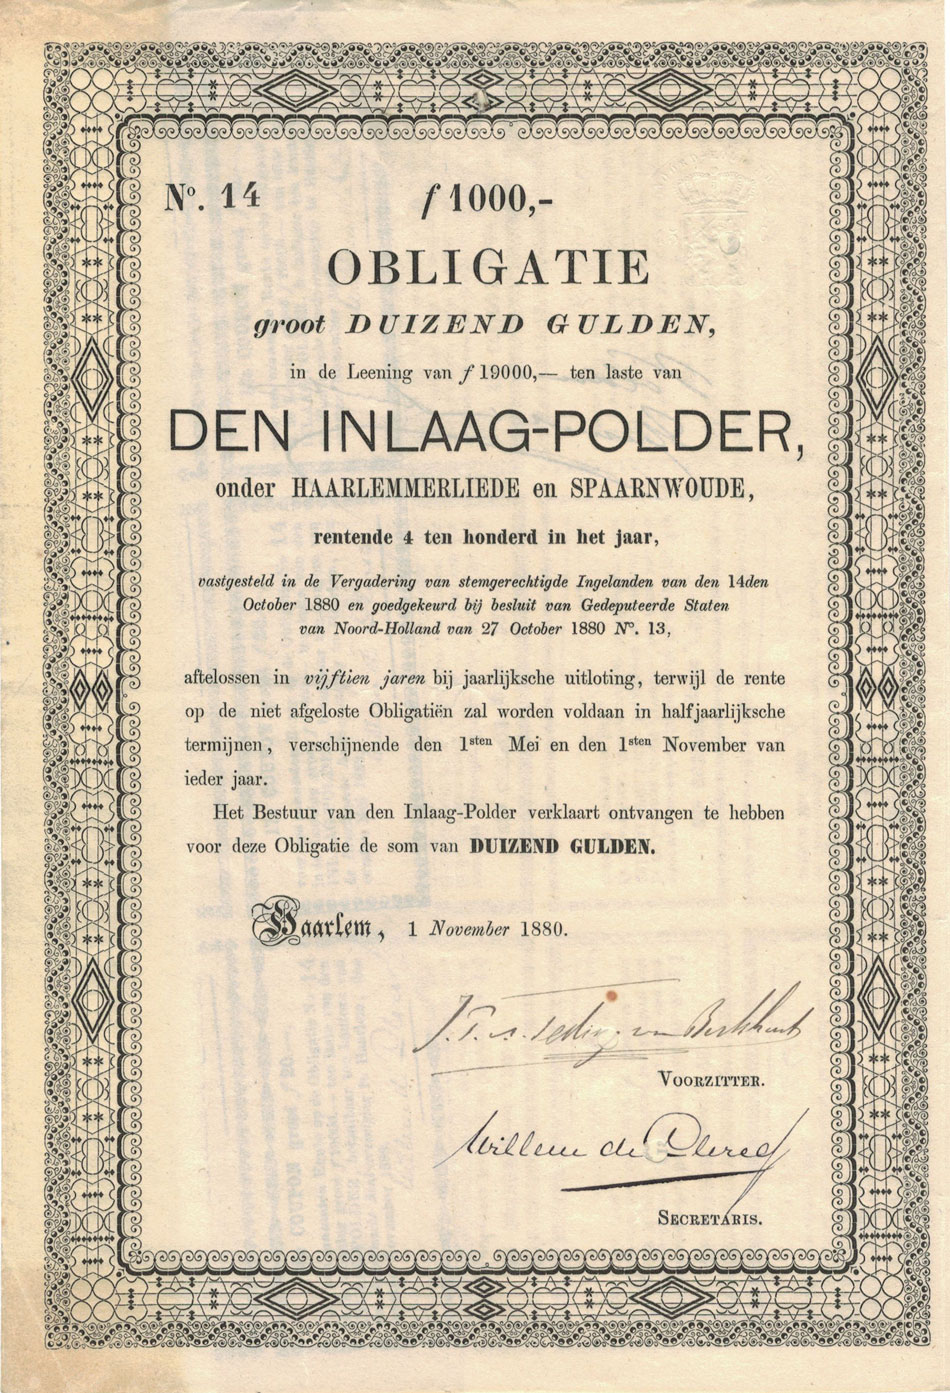 Nº. 14 ƒ 1000,-
OBLIGATIE
groot DUIZEND GULDEN,
in de Leening van ƒ 19000,— ten laste van
DEN INLAAG-POLDER,
onder HAARLEMMERLIEDE en SPAARNWOUDE,
rentende 4 ten honderd in het jaar,
vastgesteld in de Vergadering van stemgerechtigde Ingelanden van den 14den
October 1880 en goedgekeurd bij besluit van Gedeputeerde Staten
van Noord-Holland van 27 October 1880 Nº. 13,
aftelossen in vijftien jaren bij jaarlijksche uitloting, terwijl de rente
op de niet afgeloste Obligatiën zal worden voldaan in halfjaarlijksche
termijnen, verschijnende den 1sten Mei en den 1sten November van
ieder jaar.
Het Bestuur van den Inlaag-Polder verklaart ontvangen te hebben
voor deze Obligatie de som van DUIZEND GULDEN.
Haarlem, 1 November 1880.
van Berkhout
VOORZITTER.
Willem de
SECRETARIS.